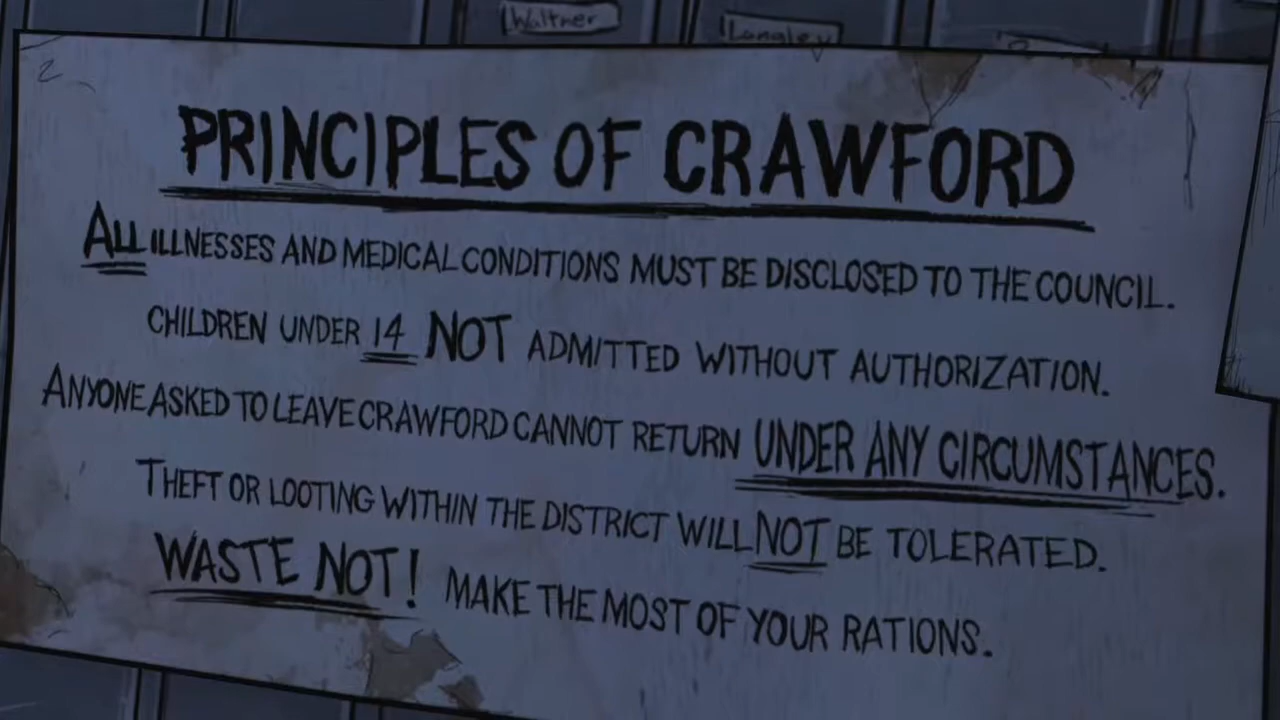 Waltner
Langley
PRINCIPLES OF CRAWFORD
ALL ILLNESSES AND MEDICAL CONDITIONS MUST BE DISCLOSED TO THE COUNCIL.
CHILDREN UNDER 14 NOT ADMITTED WITHOUT AUTHORIZATION.
ANYONE ASKED TO LEAVE CRAWFORD CANNOT RETURN UNDER ANY CIRCUMSTANCES.
THEFT OR LOOTING WITHIN THE DISTRICT WILL NOT BE TOLERATED.
WASTE NOT! MAKE THE MOST OF YOUR RATIONS.